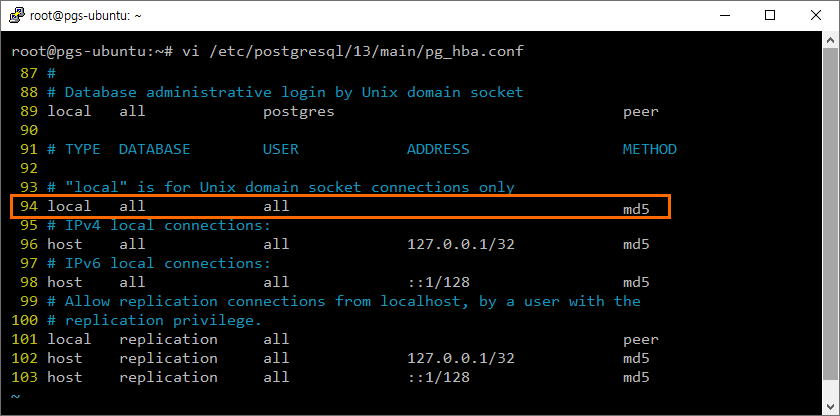 root@pgs-ubuntu: ~
root@pgs-ubuntu:~# vi /etc/postgresql/13/main/pg_hba.conf
87 #
88 # Database administrative login by Unix domain socket
89 local   all             postgres                                peer
90
91 # TYPE  DATABASE        USER            ADDRESS                 METHOD
92
93 # "local" is for Unix domain socket connections only
94 local   all             all                                     md5
95 # IPv4 local connections:
96 host    all             all             127.0.0.1/32            md5
97 # IPv6 local connections:
98 host    all             all             ::1/128                 md5
99 # Allow replication connections from localhost, by a user with the
100 # replication privilege.
101 local   replication     all                                     peer
102 host    replication     all             127.0.0.1/32            md5
103 host    replication     all             ::1/128                 md5
~